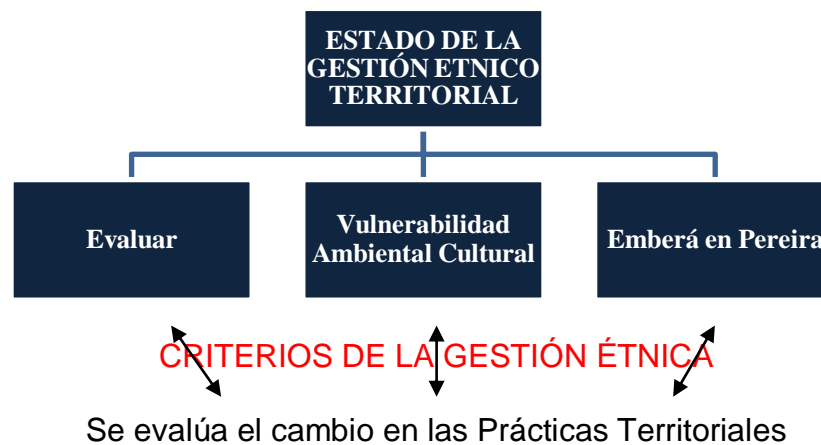 ESTADO DE LA
GESTIÓN ETNICO
TERRITORIAL
Evaluar
Vulnerabilidad
Ambiental Cultural
Emberá en Pereira
CRITERIOS DE LA GESTIÓN ÉTNICA
Se evalúa el cambio en las Prácticas Territoriales